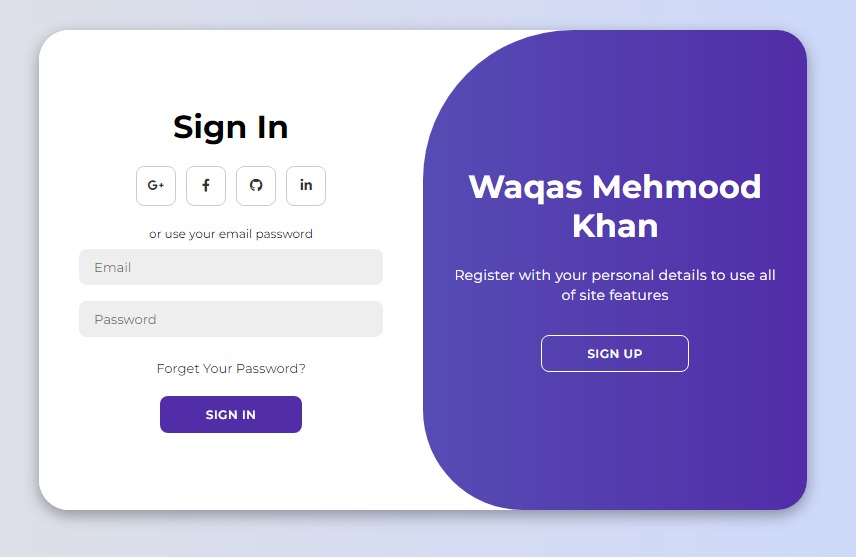 Sign In
G+
f
in
or use your email password
Email
Password
Forget Your Password?
SIGN IN
Waqas Mehmood
Khan
Register with your personal details to use all
of site features
SIGN UP